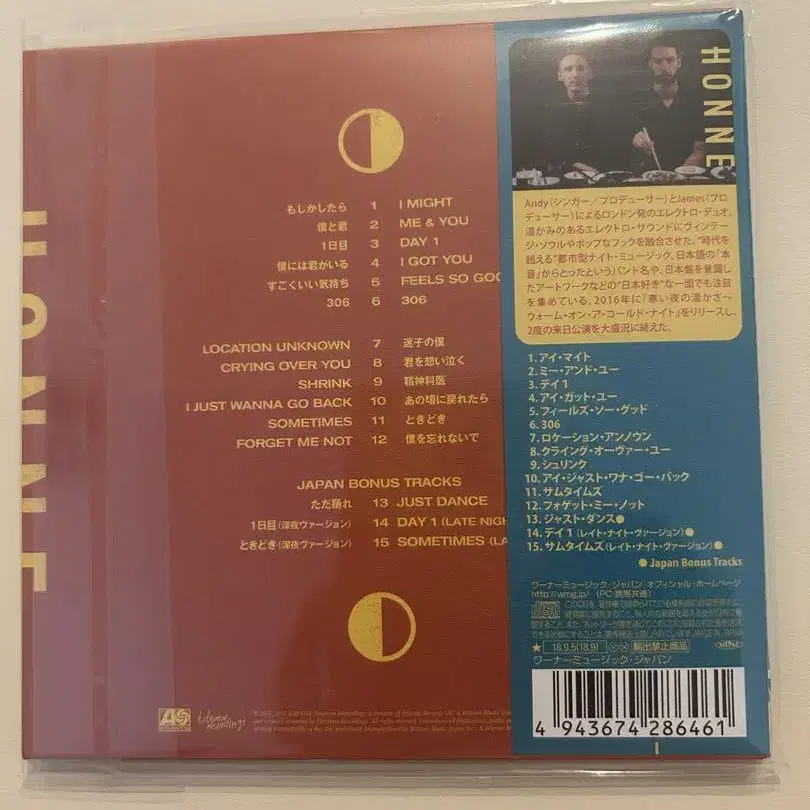 HONNE
もしかしたら 1 I MIGHT
僕と君 2 ME & YOU
1日目 3 DAY 1
僕には君がいる 4 I GOT YOU
すごくいい気持ち 5 FEELS SO GOO
306 6 306
LOCATION UNKNOWN 7 迷子の僕
CRYING OVER YOU 8 君を想い泣く
SHRINK 9 精神科医
I JUST WANNA GO BACK 10 あの頃に戻れたら
SOMETIMES 11 ときどき
FORGET ME NOT 12 僕を忘れないで
JAPAN BONUS TRACKS
ただ踊れ 13 JUST DANCE
1日目(深夜ヴァージョン) 14 DAY 1 (LATE NIGH
ときどき(深夜ヴァージョン) 15 SOMETIMES (LA
ATLANTIC
HONNE
Andy(シンガー/プロデューサー)とJames(プロ
デューサー)によるロンドン発のエレクトロ・デュオ。
温かみのあるエレクトロ・サウンドにヴィンテー
ジ・ソウルやポップなフックを融合させた、“時代を
超える”都市型ナイト・ミュージック。日本語の「本
音」からとったというバンド名や、日本盤を意識し
たアートワークなどの“日本好き”な一面でも注目
を集めている。2016年に『寒い夜の温かさ~
ウォーム・オン・ア・コールド・ナイト』をリリースし、
2度の来日公演を大盛況に終えた。
1. アイ・マイト
2. ミー・アンド・ユー
3. デイ 1
4. アイ・ガット・ユー
5. フィールズ・ソー・グッド
6. 306
7. ロケーション・アンノウン
8. クライング・オーヴァー・ユー
9. シュリンク
10. アイ・ジャスト・ワナ・ゴー・バック
11. サムタイムズ
12. フォゲット・ミー・ノット
13. ジャスト・ダンス●
14. デイ 1 (レイト・ナイト・ヴァージョン)●
15. サムタイムズ(レイト・ナイト・ヴァージョン)●
● Japan Bonus Tracks
ワーナーミュージック・ジャパン オフィシャル・ホームページ
http://wmg.jp/ (PC・携帯共通)
MADE IN JAPAN
★ 18.9.5(18.9) Ⓨ Ⓧ 輸出禁止商品
ワーナーミュージック・ジャパン
4 943674 286461